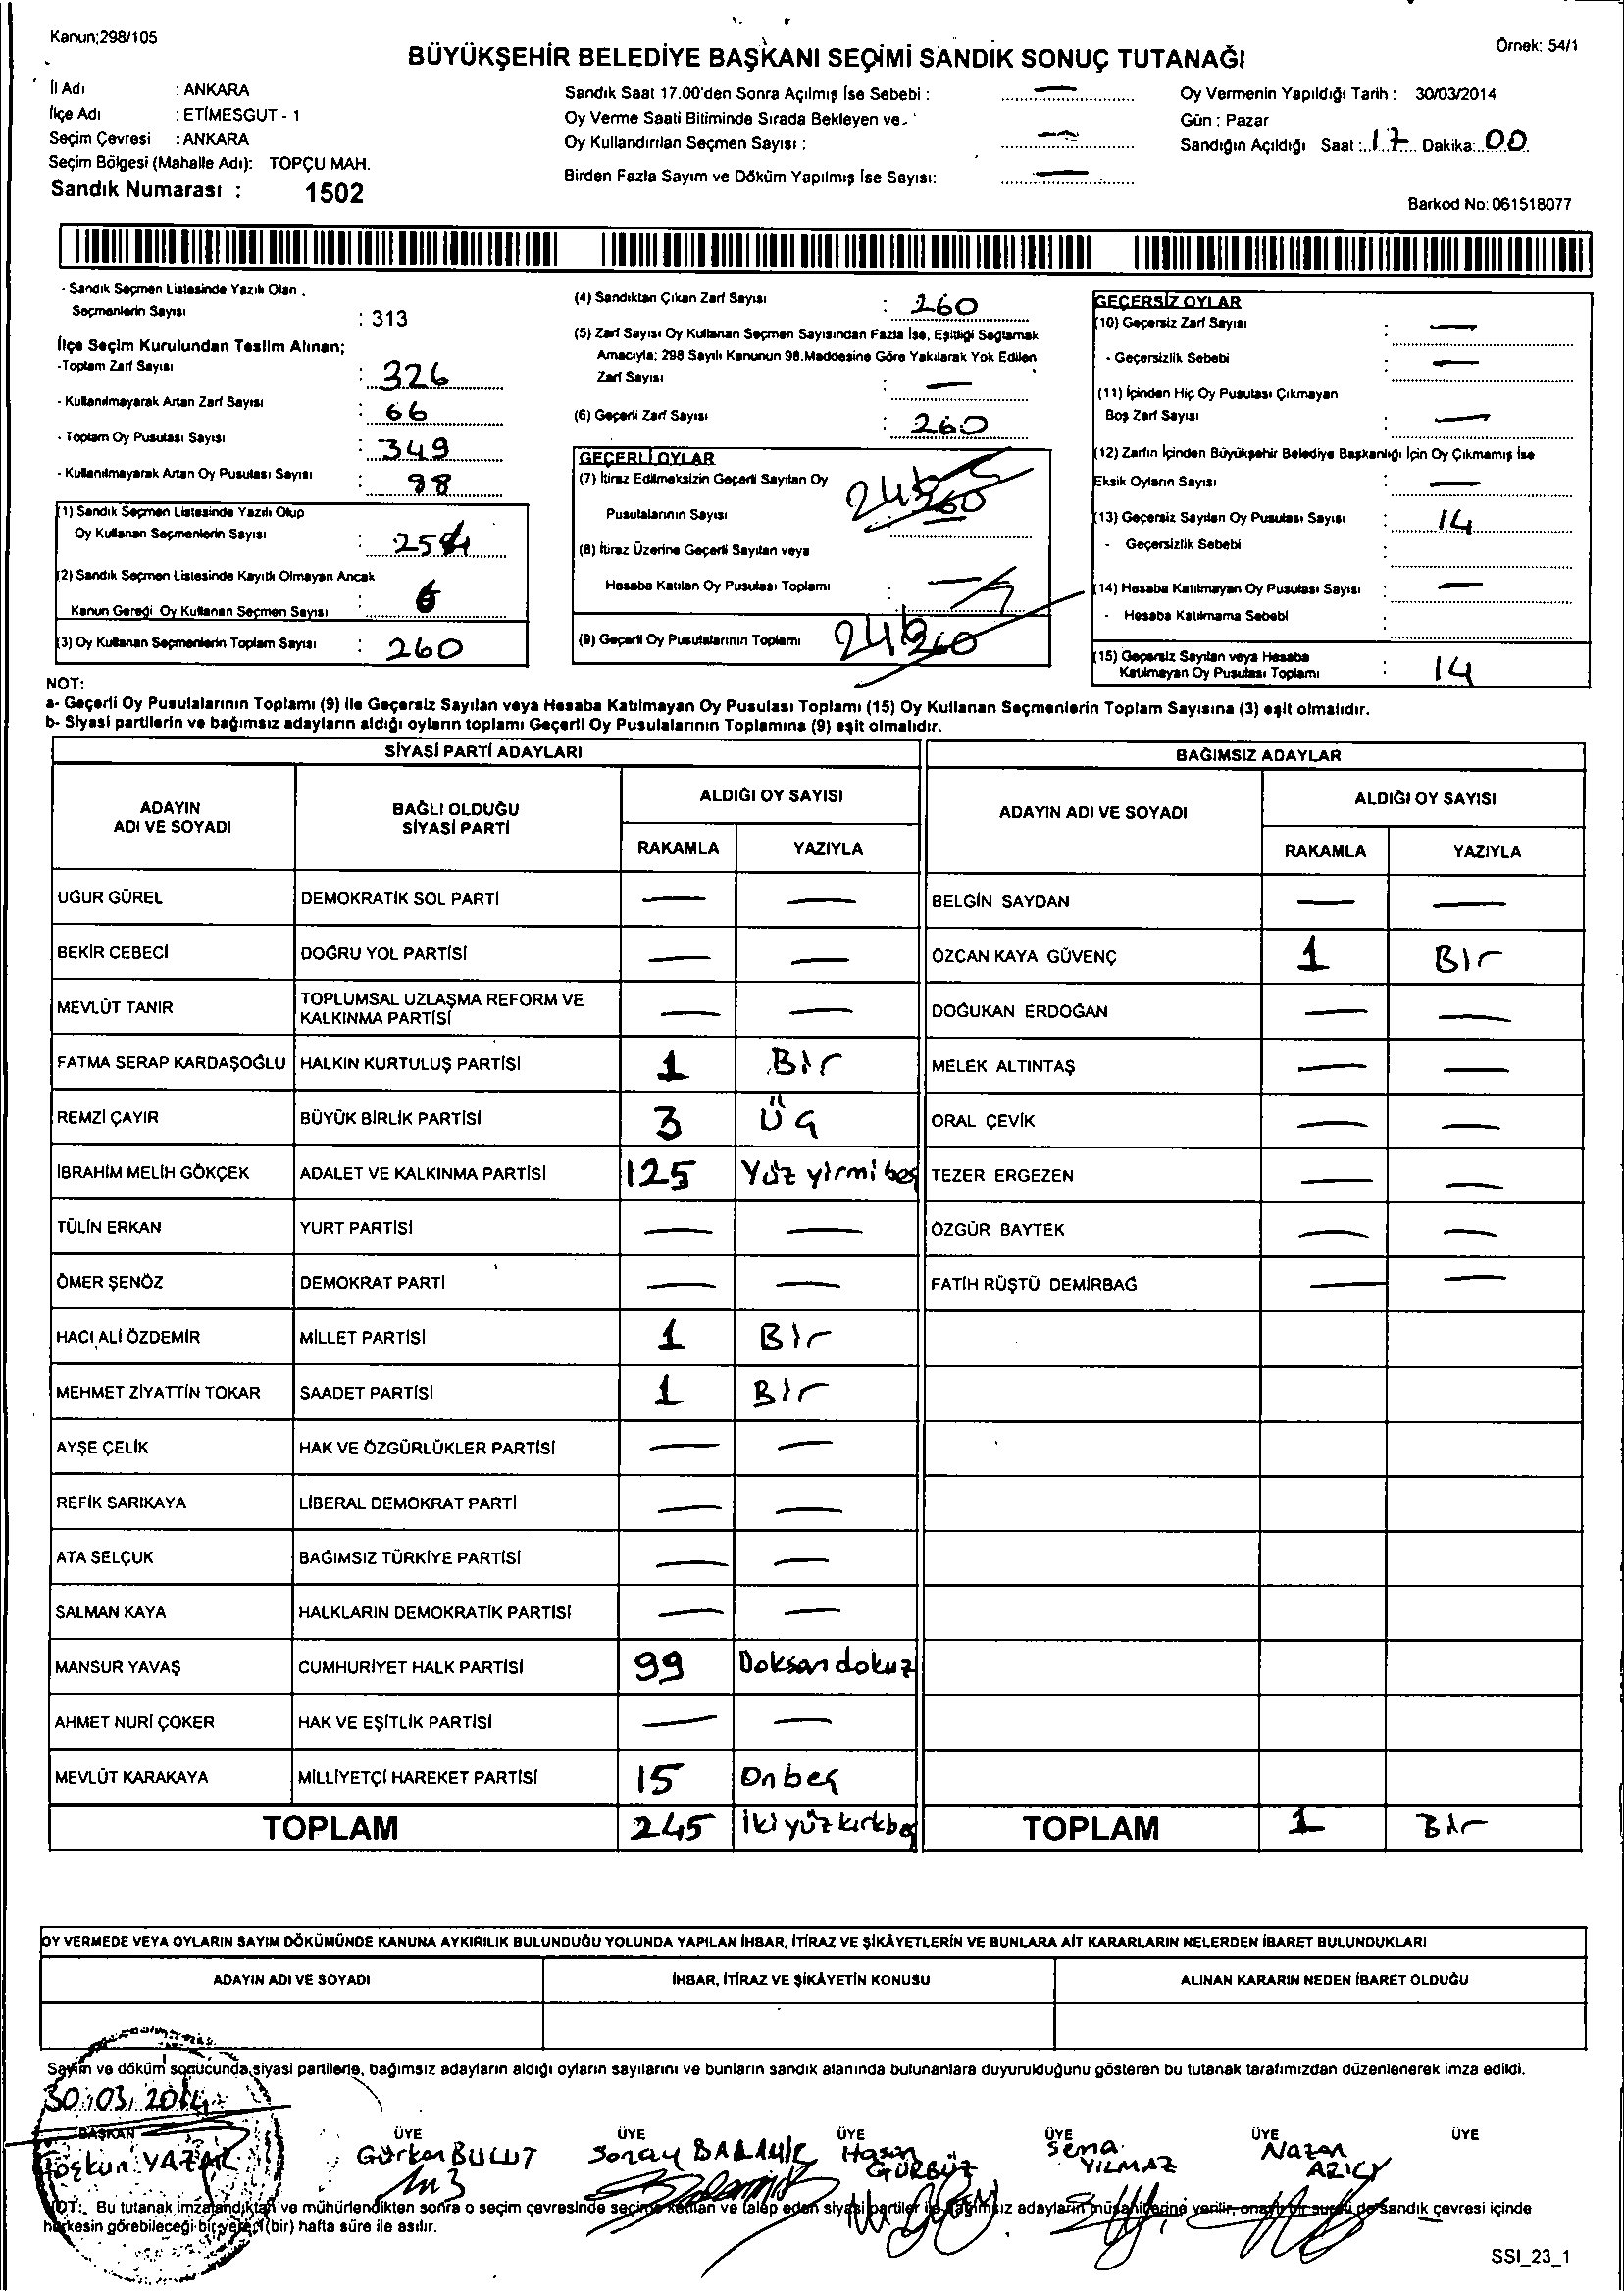 Kanun;298/105
Örnek: 54/1
BÜYÜKŞEHİR BELEDİYE BAŞKANI SEÇİMİ SANDIK SONUÇ TUTANAĞI
İl Adı : ANKARA
İlçe Adı : ETİMESGUT - 1
Seçim Çevresi : ANKARA
Seçim Bölgesi (Mahalle Adı): TOPÇU MAH.
Sandık Numarası : 1502
Sandık Saat 17.00'den Sonra Açılmış İse Sebebi : —
Oy Verme Saati Bitiminde Sırada Bekleyen ve
Oy Kullandırılan Seçmen Sayısı : —
Birden Fazla Sayım ve Döküm Yapılmış İse Sayısı: —
Oy Vermenin Yapıldığı Tarih : 30/03/2014
Gün : Pazar
Sandığın Açıldığı Saat : 17 Dakika: 00
Barkod No: 061518077
- Sandık Seçmen Listesinde Yazılı Olan
Seçmenlerin Sayısı : 313
İlçe Seçim Kurulundan Teslim Alınan;
-Toplam Zarf Sayısı : 326
- Kullanılmayarak Artan Zarf Sayısı : 66
- Toplam Oy Pusulası Sayısı : 349
- Kullanılmayarak Artan Oy Pusulası Sayısı
(1) Sandık Seçmen Listesinde Yazılı Olup
Oy Kullanan Seçmenlerin Sayısı : 254
(2) Sandık Seçmen Listesinde Kayıtlı Olmayan Ancak
Kanun Gereği Oy Kullanan Seçmen Sayısı : 6
(3) Oy Kullanan Seçmenlerin Toplam Sayısı : 260
(4) Sandıktan Çıkan Zarf Sayısı : 260
(5) Zarf Sayısı Oy Kullanan Seçmen Sayısından Fazla İse, Eşitliği Sağlamak
Amacıyla; 298 Sayılı Kanunun 98.Maddesine Göre Yakılarak Yok Edilen
Zarf Sayısı : —
(6) Geçerli Zarf Sayısı : 260
GEÇERLİ OYLAR
(7) İtiraz Edilmeksizin Geçerli Sayılan Oy
Pusulalarının Sayısı 246 260
(8) İtiraz Üzerine Geçerli Sayılan veya
Hesaba Katılan Oy Pusulası Toplamı : —
(9) Geçerli Oy Pusulalarının Toplamı 246 260
GEÇERSİZ OYLAR
(10) Geçersiz Zarf Sayısı : —
- Geçersizlik Sebebi : —
(11) İçinden Hiç Oy Pusulası Çıkmayan
Boş Zarf Sayısı : —
(12) Zarfın İçinden Büyükşehir Belediye Başkanlığı İçin Oy Çıkmamış İse
Eksik Oyların Sayısı : —
(13) Geçersiz Sayılan Oy Pusulası Sayısı : 14
- Geçersizlik Sebebi :
(14) Hesaba Katılmayan Oy Pusulası Sayısı : —
- Hesaba Katılmama Sebebi :
(15) Geçersiz Sayılan veya Hesaba
Katılmayan Oy Pusulası Toplamı : 14
NOT:
a- Geçerli Oy Pusulalarının Toplamı (9) ile Geçersiz Sayılan veya Hesaba Katılmayan Oy Pusulası Toplamı (15) Oy Kullanan Seçmenlerin Toplam Sayısına (3) eşit olmalıdır.
b- Siyasi partilerin ve bağımsız adayların aldığı oyların toplamı Geçerli Oy Pusulalarının Toplamına (9) eşit olmalıdır.
SİYASİ PARTİ ADAYLARI
ADAYIN ADI VE SOYADI
BAĞLI OLDUĞU SİYASİ PARTİ
ALDIĞI OY SAYISI
RAKAMLA YAZIYLA
UĞUR GÜREL DEMOKRATİK SOL PARTİ — —
BEKİR CEBECİ DOĞRU YOL PARTİSİ — —
MEVLÜT TANIR TOPLUMSAL UZLAŞMA REFORM VE KALKINMA PARTİSİ — —
FATMA SERAP KARDAŞOĞLU HALKIN KURTULUŞ PARTİSİ 1 Bir
REMZİ ÇAYIR BÜYÜK BİRLİK PARTİSİ 3 Üç
İBRAHİM MELİH GÖKÇEK ADALET VE KALKINMA PARTİSİ 125 Yüz yirmi beş
TÜLİN ERKAN YURT PARTİSİ — —
ÖMER ŞENÖZ DEMOKRAT PARTİ — —
HACI ALİ ÖZDEMİR MİLLET PARTİSİ 1 Bir
MEHMET ZİYATTİN TOKAR SAADET PARTİSİ 1 Bir
AYŞE ÇELİK HAK VE ÖZGÜRLÜKLER PARTİSİ — —
REFİK SARIKAYA LİBERAL DEMOKRAT PARTİ — —
ATA SELÇUK BAĞIMSIZ TÜRKİYE PARTİSİ — —
SALMAN KAYA HALKLARIN DEMOKRATİK PARTİSİ — —
MANSUR YAVAŞ CUMHURİYET HALK PARTİSİ 99 Doksan dokuz
AHMET NURİ ÇOKER HAK VE EŞİTLİK PARTİSİ — —
MEVLÜT KARAKAYA MİLLİYETÇİ HAREKET PARTİSİ 15 Onbeş
TOPLAM 245 İki yüz kırkbeş
BAĞIMSIZ ADAYLAR
ADAYIN ADI VE SOYADI
ALDIĞI OY SAYISI
RAKAMLA YAZIYLA
BELGİN SAYDAN — —
ÖZCAN KAYA GÜVENÇ 1 Bir
DOĞUKAN ERDOĞAN — —
MELEK ALTINTAŞ — —
ORAL ÇEVİK — —
TEZER ERGEZEN — —
ÖZGÜR BAYTEK — —
FATİH RÜŞTÜ DEMİRBAĞ — —
TOPLAM 1 Bir
OY VERMEDE VEYA OYLARIN SAYIM DÖKÜMÜNDE KANUNA AYKIRILIK BULUNDUĞU YOLUNDA YAPILAN İHBAR, İTİRAZ VE ŞİKÂYETLERİN VE BUNLARA AİT KARARLARIN NELERDEN İBARET BULUNDUKLARI
ADAYIN ADI VE SOYADI İHBAR, İTİRAZ VE ŞİKÂYETİN KONUSU ALINAN KARARIN NEDEN İBARET OLDUĞU
Sayım ve döküm sonucunda siyasi partilerle, bağımsız adayların aldığı oyların sayılarını ve bunların sandık alanında bulunanlara duyurulduğunu gösteren bu tutanak tarafımızdan düzenlenerek imza edildi.
30.03.2014
BAŞKAN ÜYE ÜYE ÜYE ÜYE ÜYE ÜYE
Coşkun YAZAR Gürkan BULUT Soray Hasan GÜRBÜZ Sema YILMAZ Nazan
NOT: Bu tutanak imzalandıktan ve mühürlendikten sonra o seçim çevresinde seçime katılan ve talep eden siyasi partiler ile bağımsız adayların müşahitlerine verilir, onaylı bir sureti de sandık çevresi içinde
herkesin görebileceği bir yere 1 (bir) hafta süre ile asılır.
SSI_23_1